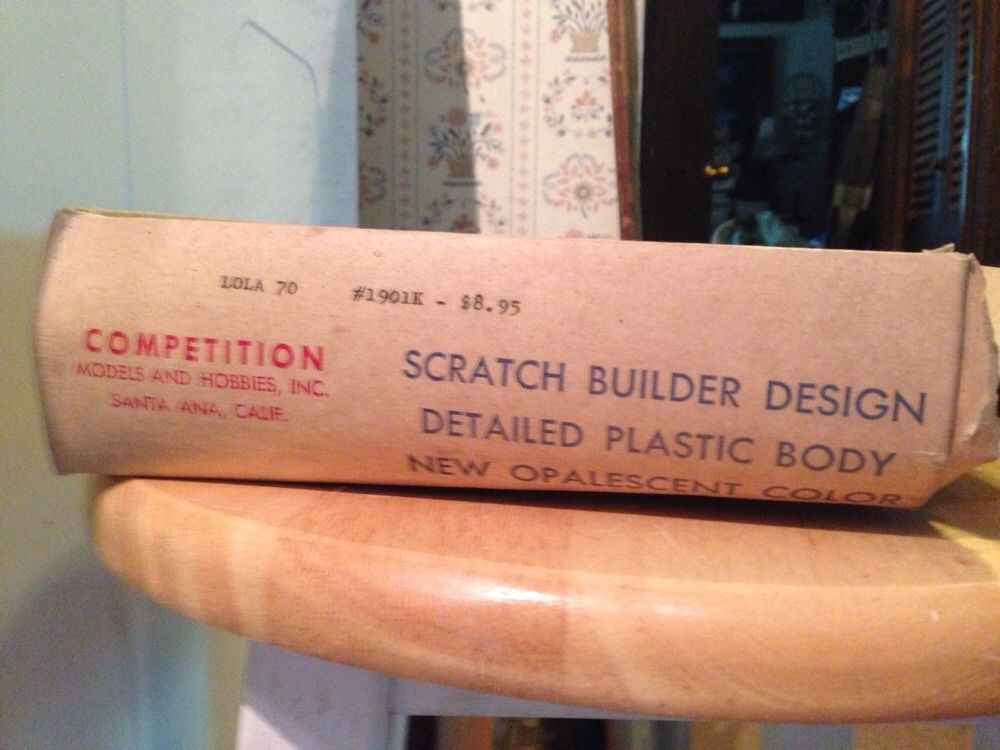 LOLA 70 #1901K - $8.95
COMPETITION
MODELS AND HOBBIES, INC.
SANTA ANA, CALIF.
SCRATCH BUILDER DESIGN
DETAILED PLASTIC BODY
NEW OPALESCENT COLOR